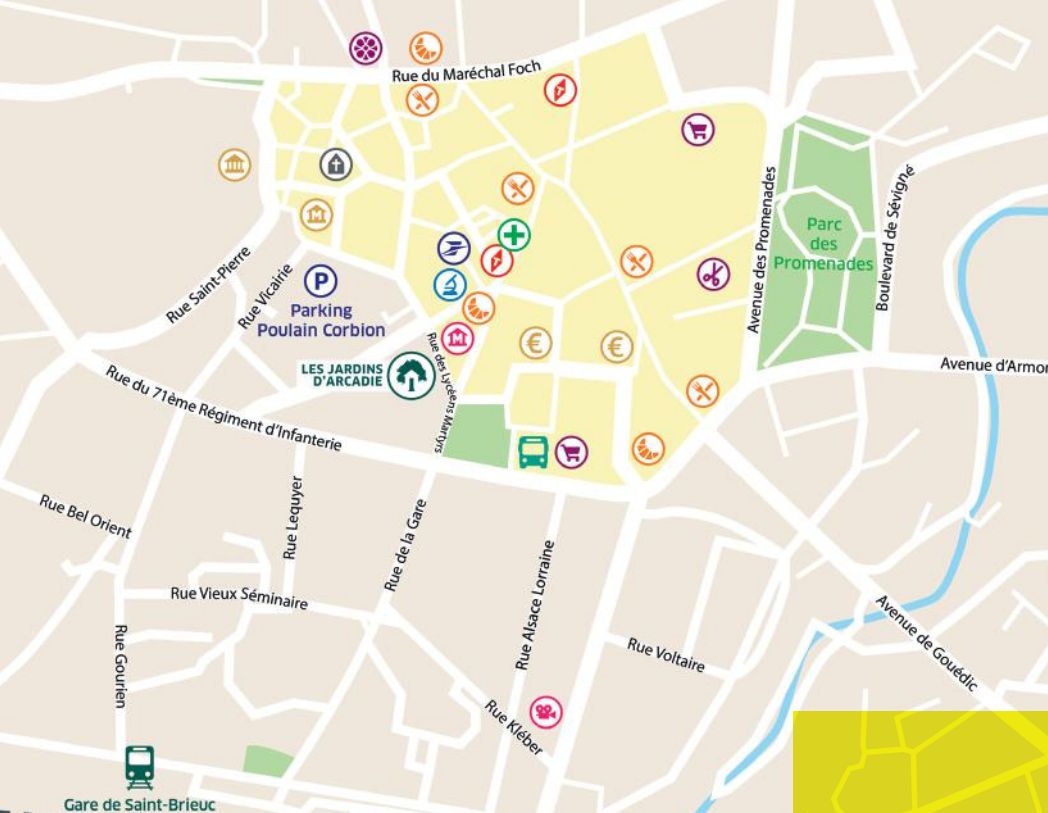 Rue du Maréchal Foch
Avenue des Promenades
Boulevard de Sévigné
Parc
des
Promenades
Rue Saint-Pierre
Rue Vicairie
P
Parking
Poulain Corbion
M
M
€
€
LES JARDINS
D'ARCADIE
Rue des Lycéens Martyrs
Avenue d'Armor
Rue du 71ème Régiment d'Infanterie
Rue Bel Orient
Rue Lequyer
Rue de la Gare
Rue Vieux Séminaire
Rue Alsace Lorraine
Rue Gourien
Rue Voltaire
Avenue de Gouédic
Rue Kléber
Gare de Saint-Brieuc